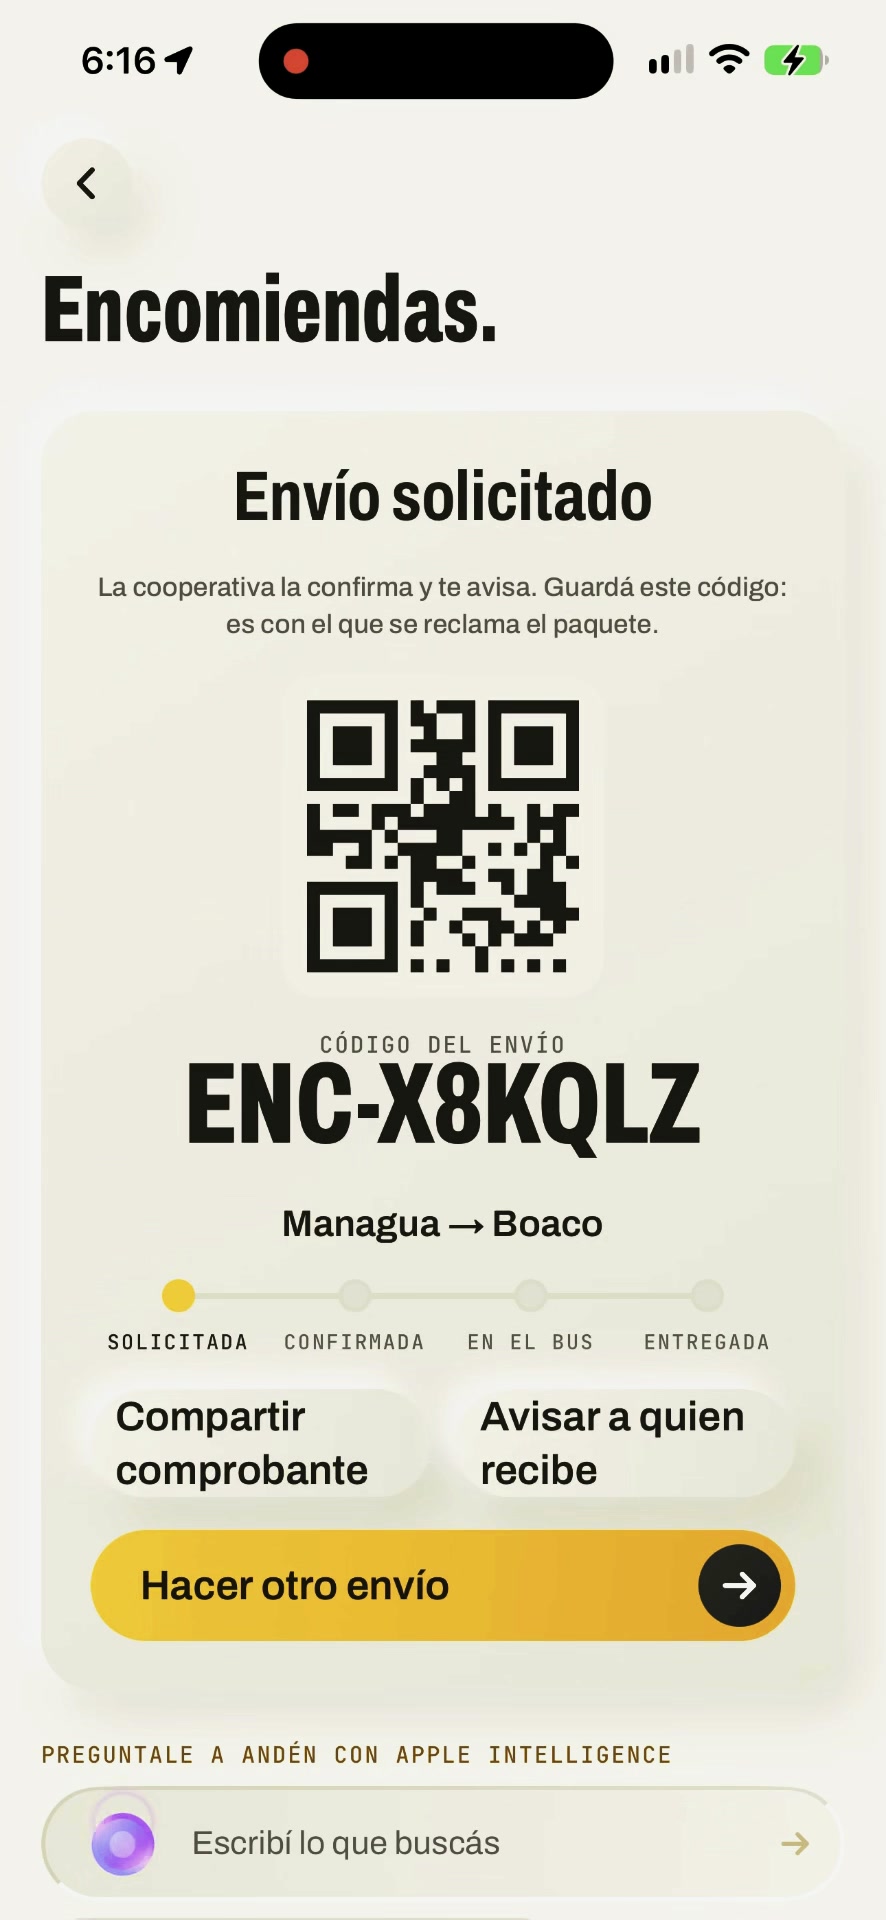 6:16
Encomiendas.
Envío solicitado
La cooperativa la confirma y te avisa. Guardá este código:
es con el que se reclama el paquete.
CÓDIGO DEL ENVÍO
ENC-X8KQLZ
Managua → Boaco
SOLICITADA CONFIRMADA EN EL BUS ENTREGADA
Compartir
comprobante
Avisar a quien
recibe
Hacer otro envío
PREGUNTALE A ANDÉN CON APPLE INTELLIGENCE
Escribí lo que buscás